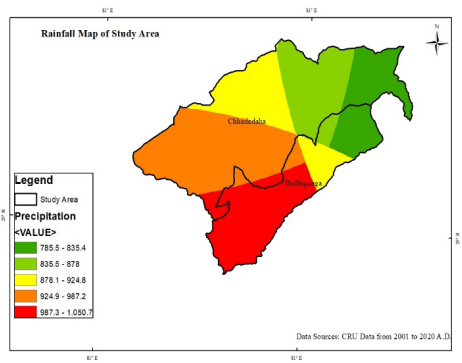 Rainfall Map of Study Area
N
Chhededaha
Budhiganga
Legend
Study Area
Precipitation
<VALUE>
785.5 - 835.4
835.5 - 878
878.1 - 924.8
924.9 - 987.2
987.3 - 1,050.7
Data Sources: CRU Data from 2001 to 2020 A.D.